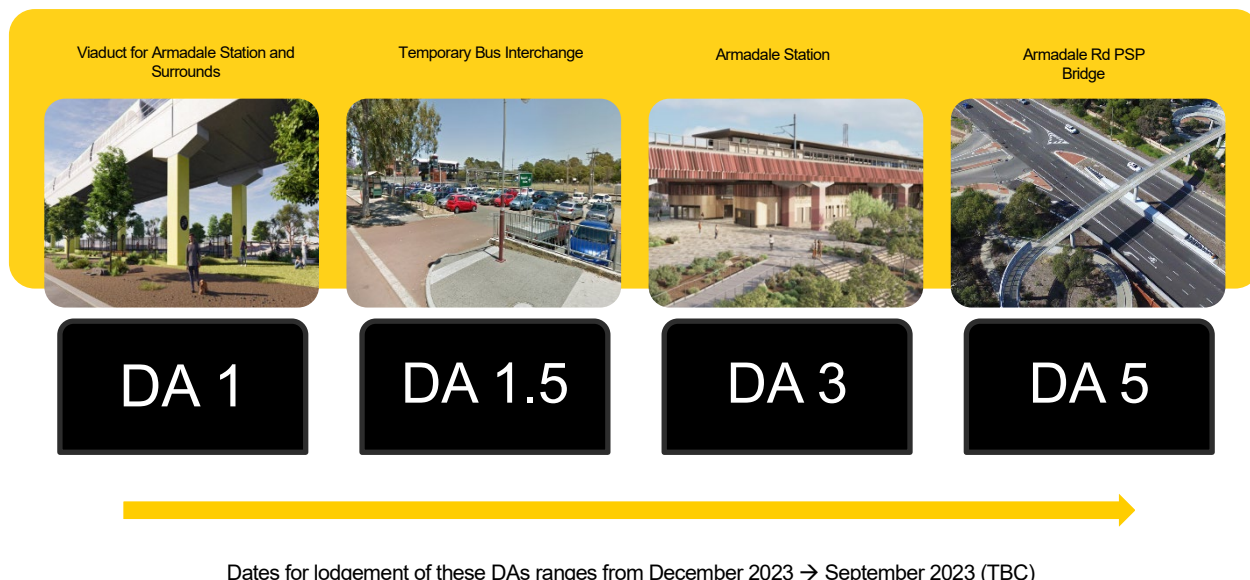 Viaduct for Armadale Station and
Surrounds
Temporary Bus Interchange
Armadale Station
Armadale Rd PSP
Bridge
DA 1
DA 1.5
DA 3
DA 5
Dates for lodgement of these DAs ranges from December 2023 → September 2023 (TBC)